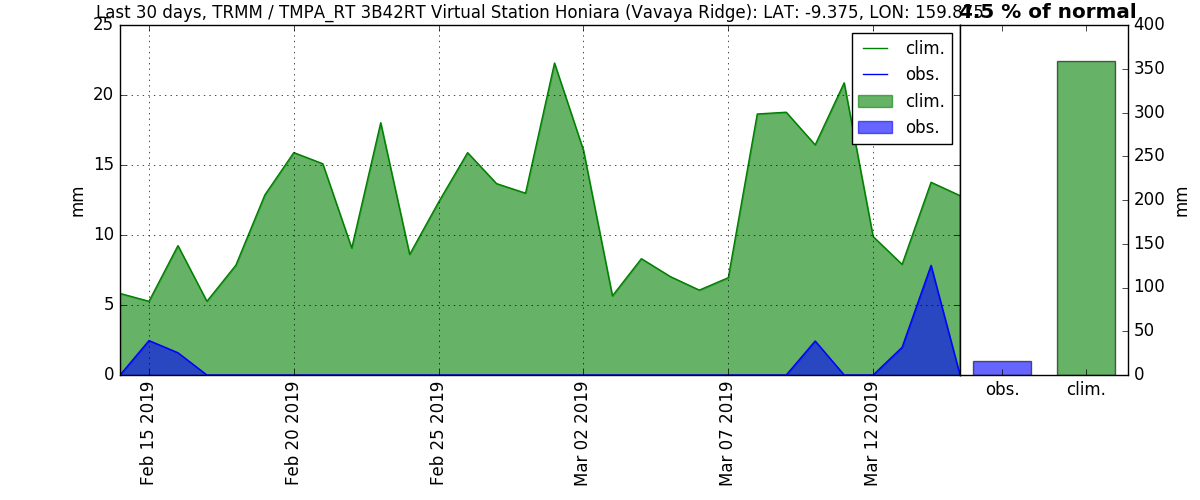 Last 30 days, TRMM / TMPA_RT 3B42RT Virtual Station Honiara (Vavaya Ridge): LAT: -9.375, LON:
4.5 % of normal
25
20
15
10
5
0
mm
clim.
obs.
clim.
obs.
400
350
300
250
200
150
100
50
0
mm
obs.
clim.
Feb 15 2019
Feb 20 2019
Feb 25 2019
Mar 02 2019
Mar 07 2019
Mar 12 2019